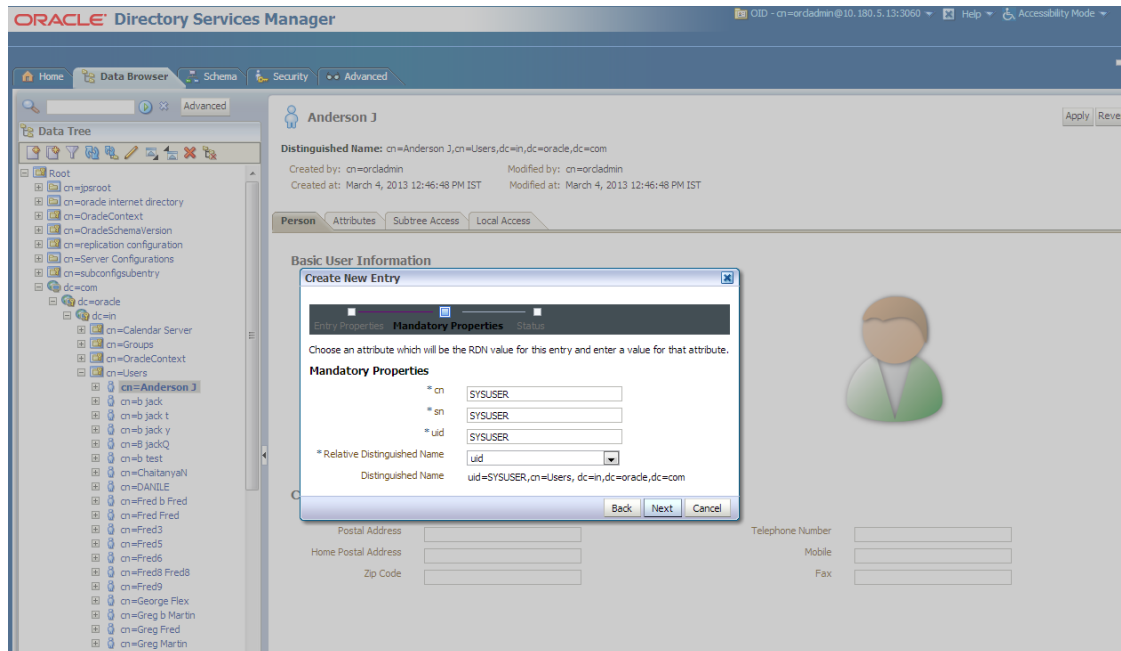 ORACLE Directory Services Manager
OID - cn=orcladmin@10.180.5.13:3060 Help Accessibility Mode
Home Data Browser Schema Security Advanced
Advanced
Data Tree
Root
cn=jpsroot
cn=oracle internet directory
cn=OracleContext
cn=OracleSchemaVersion
cn=replication configuration
cn=Server Configurations
cn=subconfigsubentry
dc=com
dc=oracle
dc=in
cn=Calendar Server
cn=Groups
cn=OracleContext
cn=Users
cn=Anderson J
cn=b jack
cn=b jack t
cn=b jack y
cn=B jackQ
cn=b test
cn=ChaitanyaN
cn=DANILE
cn=Fred b Fred
cn=Fred Fred
cn=Fred3
cn=Fred5
cn=Fred6
cn=Fred8 Fred8
cn=Fred9
cn=George Flex
cn=Greg b Martin
cn=Greg Fred
cn=Greg Martin
Anderson J
Apply Reve
Distinguished Name: cn=Anderson J,cn=Users,dc=in,dc=oracle,dc=com
Created by: cn=orcladmin Modified by: cn=orcladmin
Created at: March 4, 2013 12:46:48 PM IST Modified at: March 4, 2013 12:46:48 PM IST
Person Attributes Subtree Access Local Access
Basic User Information
Create New Entry
Entry Properties Mandatory Properties Status
Choose an attribute which will be the RDN value for this entry and enter a value for that attribute.
Mandatory Properties
* cn SYSUSER
* sn SYSUSER
* uid SYSUSER
* Relative Distinguished Name uid
Distinguished Name uid=SYSUSER,cn=Users, dc=in,dc=oracle,dc=com
Back Next Cancel
C
Postal Address Telephone Number
Home Postal Address Mobile
Zip Code Fax